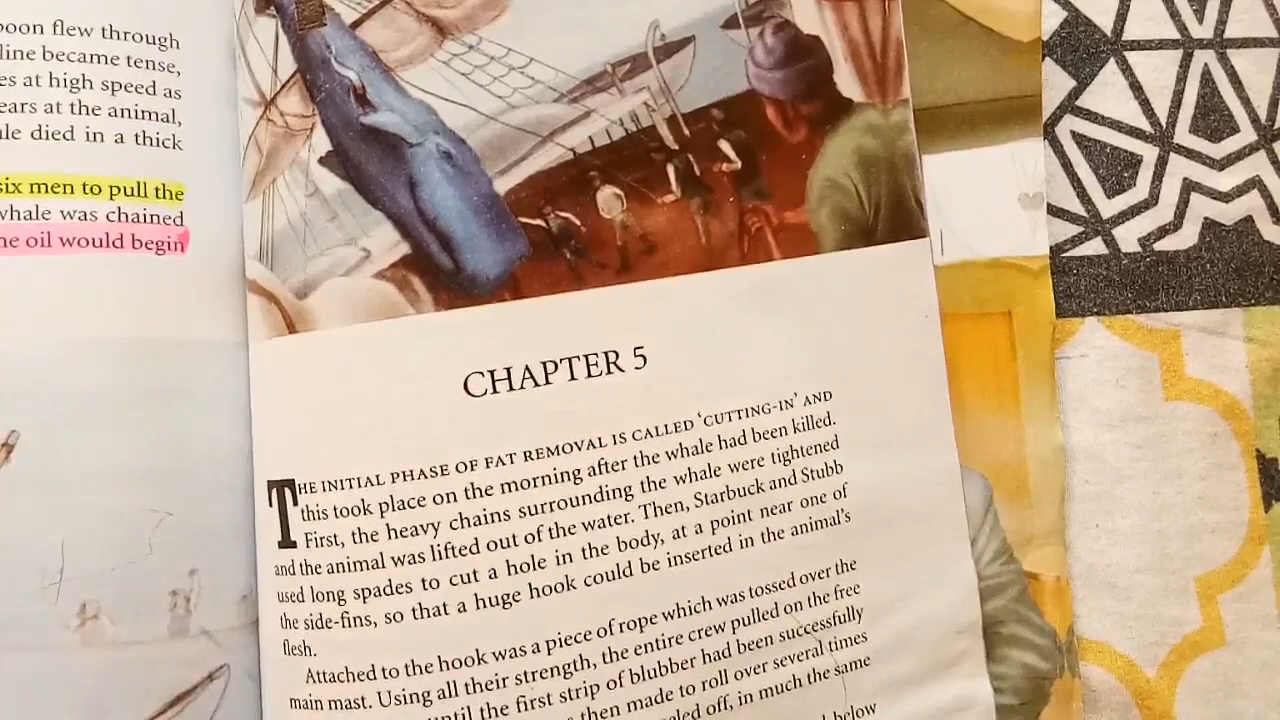 poon flew through
line became tense,
es at high speed as
ears at the animal,
le died in a thick
six men to pull the
whale was chained
he oil would begin
CHAPTER 5
THE INITIAL PHASE OF FAT REMOVAL IS CALLED ‘CUTTING-IN’ AND
this took place on the morning after the whale had been killed.
First, the heavy chains surrounding the whale were tightened
and the animal was lifted out of the water. Then, Starbuck and Stubb
used long spades to cut a hole in the body, at a point near one of
the side-fins, so that a huge hook could be inserted in the animal’s
flesh.
Attached to the hook was a piece of rope which was tossed over the
main mast. Using all their strength, the entire crew pulled on the free
until the first strip of blubber had been successfully
then made to roll over several times
eled off, in much the same
below